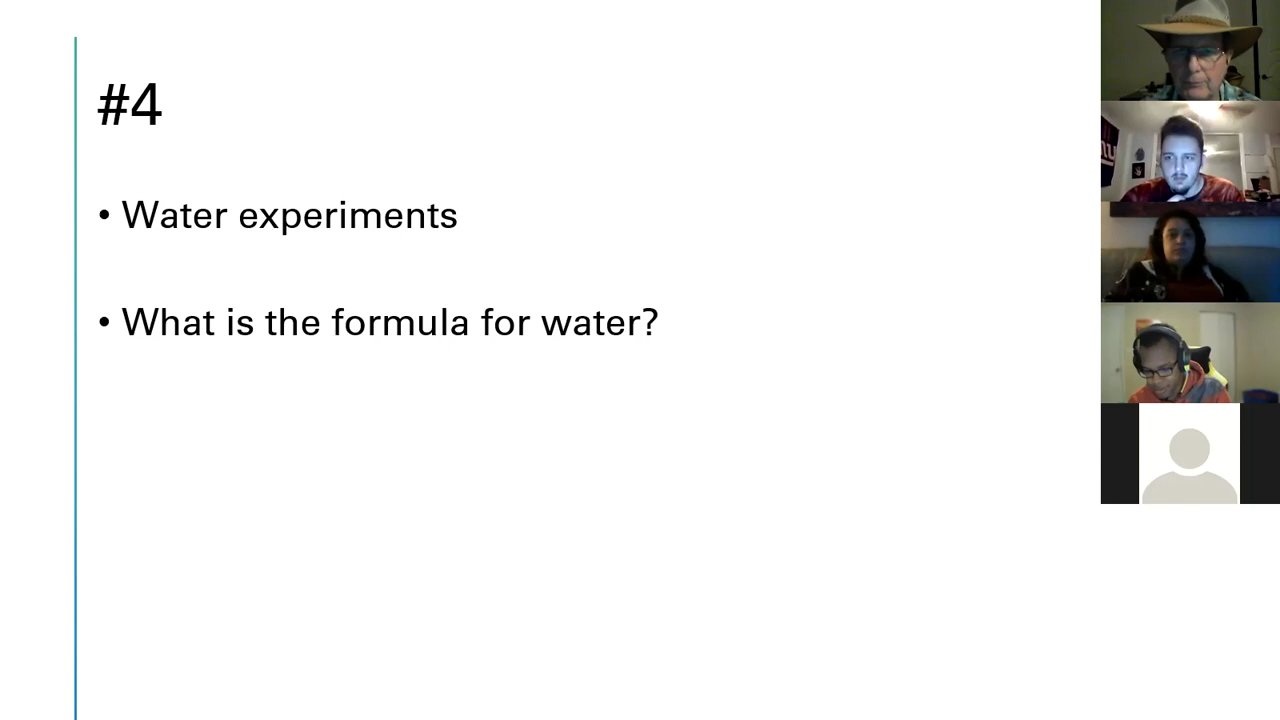 #4
• Water experiments
• What is the formula for water?